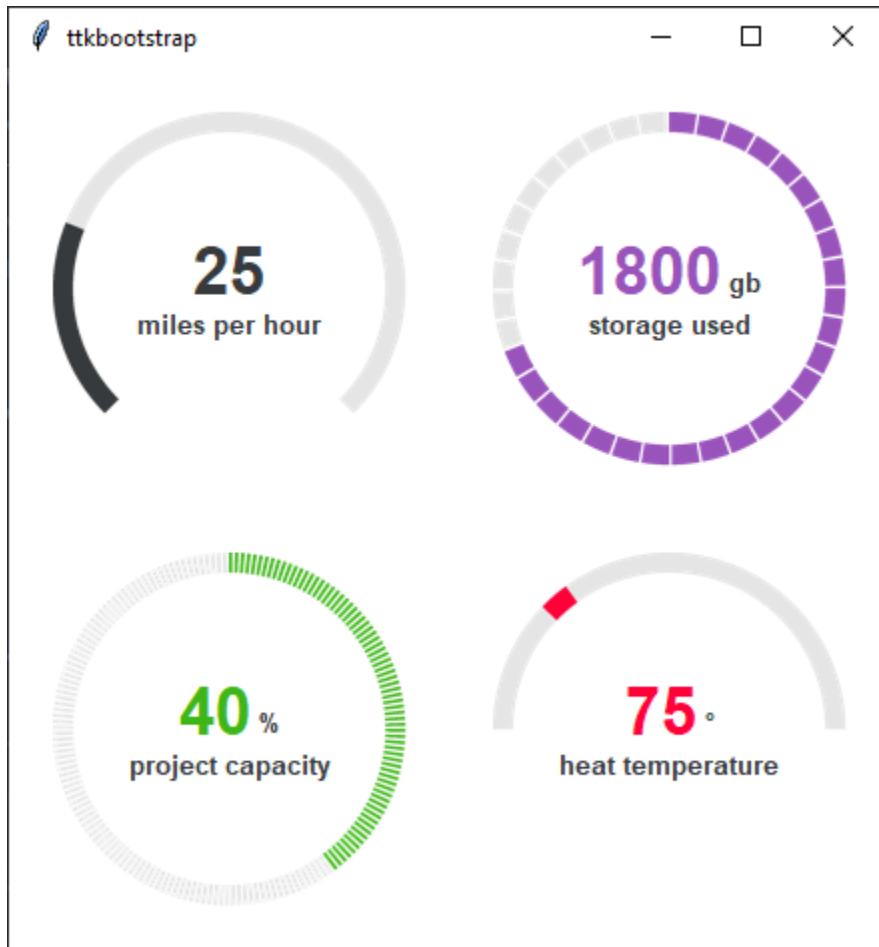 ttkbootstrap
25
miles per hour
1800 gb
storage used
40 %
project capacity
75 °
heat temperature